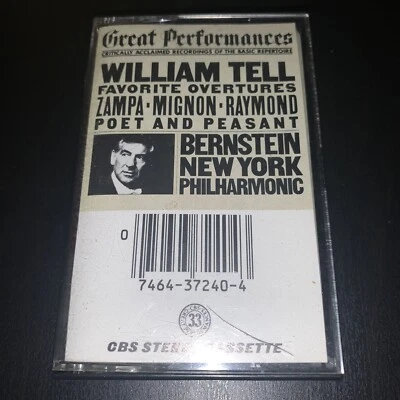 Great Performances
CRITICALLY ACCLAIMED RECORDINGS OF THE BASIC REPERTOIRE
WILLIAM TELL
FAVORITE OVERTURES
ZAMPA · MIGNON · RAYMOND
POET AND PEASANT
BERNSTEIN
NEW YORK
PHILHARMONIC
0
7464-37240-4
33
CBS STEREO CASSETTE